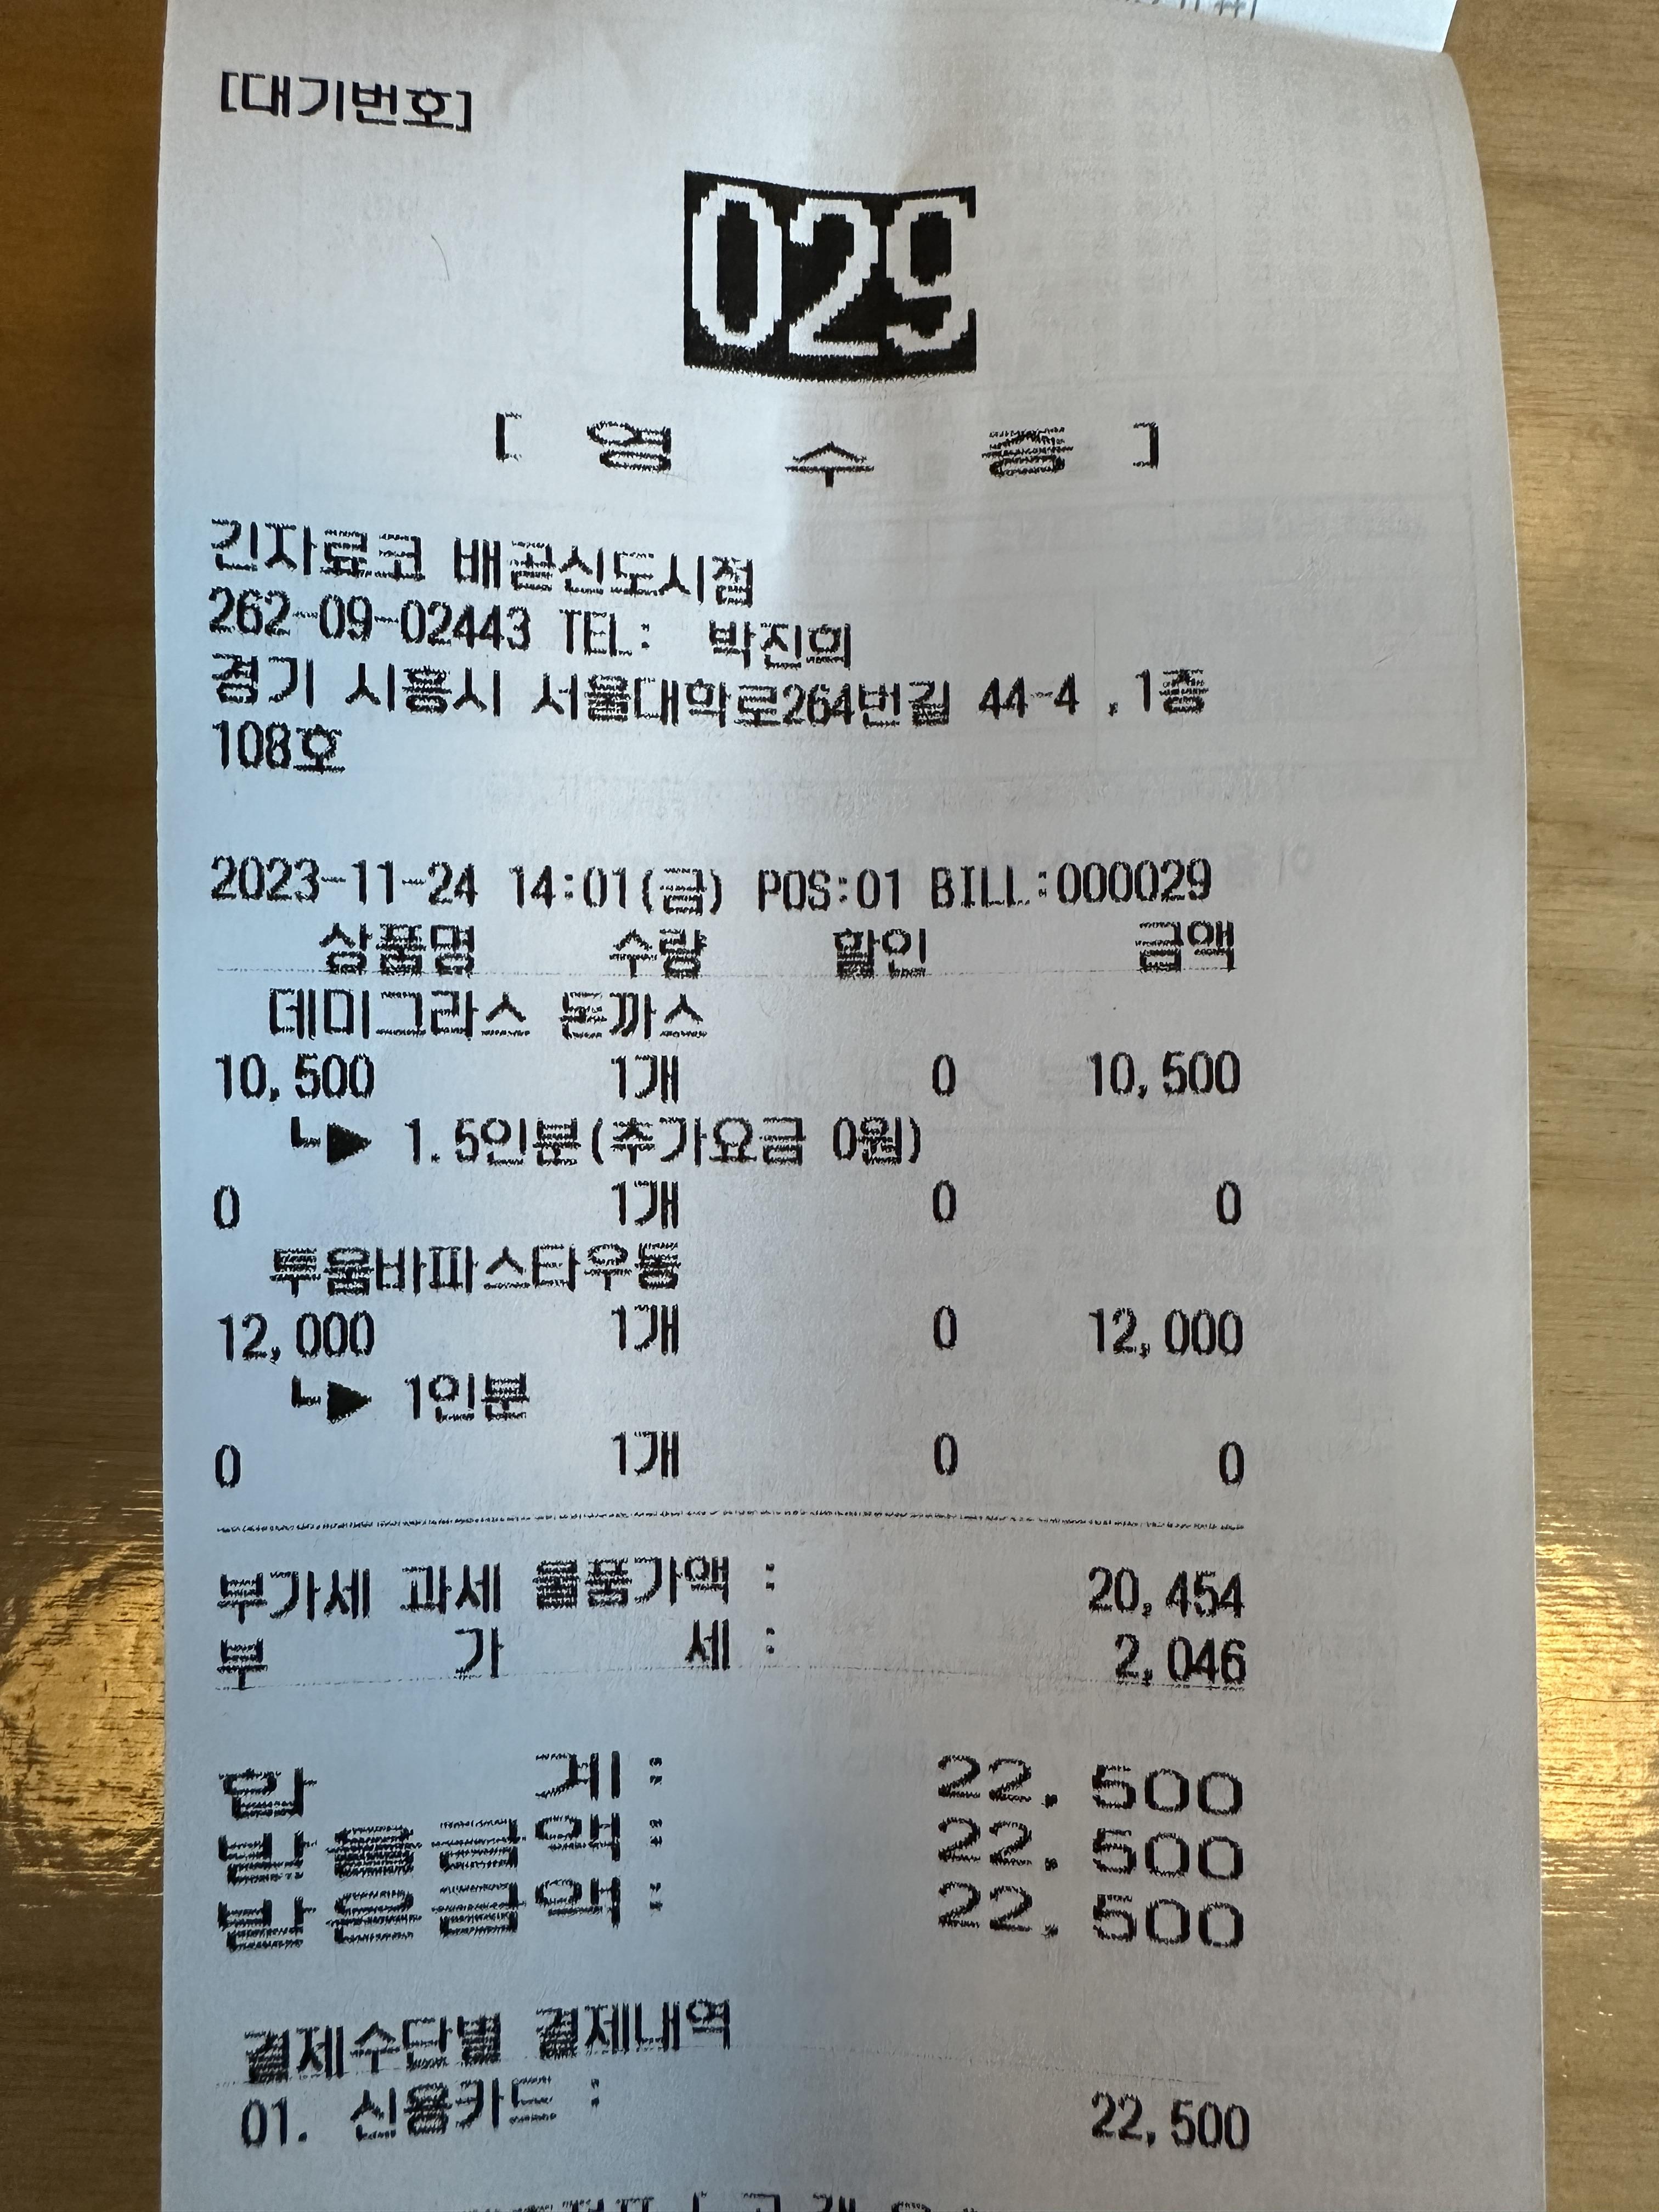 [대기번호]
029
[ 영 수 증 ]
긴자료코 배곧신도시점
262-09-02443 TEL: 박진희
경기 시흥시 서울대학로264번길 44-4 , 1층
108호
2023-11-24 14:01(금) POS:01 BILL:000029
상품명 수량 할인 금액
데미그라스 돈까스
10,500 1개 0 10,500
┗▶ 1.5인분(추가요금 0원)
0 1개 0 0
투움바파스타우동
12,000 1개 0 12,000
┗▶ 1인분
0 1개 0 0
부가세 과세 물품가액 : 20,454
부 가 세 : 2,046
합 계 : 22,500
받을금액 : 22,500
받은금액 : 22,500
결제수단별 결제내역
01. 신용카드 : 22,500